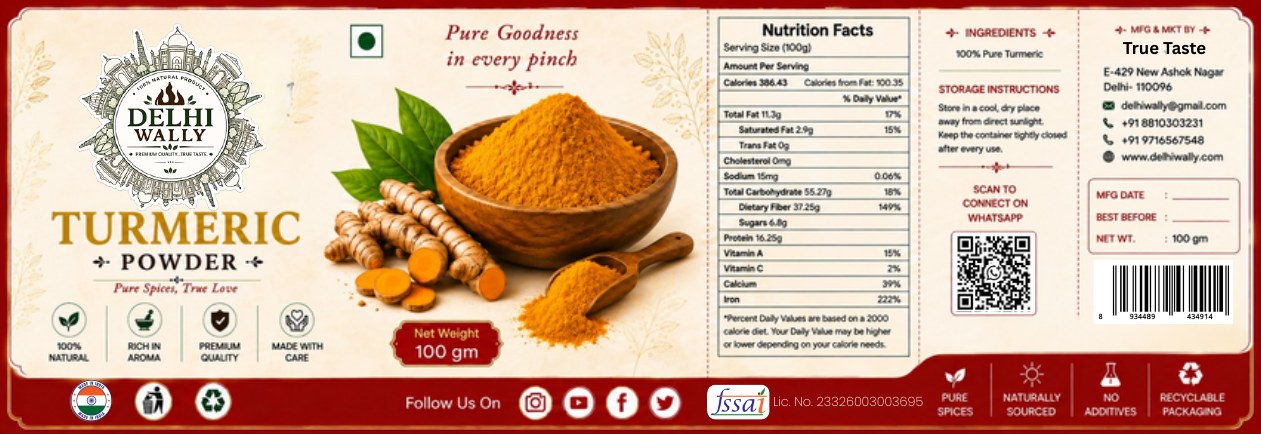 100% NATURAL PRODUCT
DELHI
WALLY
PREMIUM QUALITY...TRUE TASTE.
TURMERIC
POWDER
Pure Spices, True Love
100%
NATURAL
RICH IN
AROMA
PREMIUM
QUALITY
MADE WITH
CARE
Pure Goodness
in every pinch
Net Weight
100 gm
Nutrition Facts
Serving Size (100g)
Amount Per Serving
Calories 386.43 Calories from Fat: 100.35
% Daily Value*
Total Fat 11.3g 17%
Saturated Fat 2.9g 15%
Trans Fat 0g
Cholesterol 0mg
Sodium 15mg 0.06%
Total Carbohydrate 55.27g 18%
Dietary Fiber 37.25g 149%
Sugars 6.8g
Protein 16.25g
Vitamin A 15%
Vitamin C 2%
Calcium 39%
Iron 222%
*Percent Daily Values are based on a 2000
calorie diet. Your Daily Value may be higher
or lower depending on your calorie needs.
INGREDIENTS
100% Pure Turmeric
STORAGE INSTRUCTIONS
Store in a cool, dry place
away from direct sunlight.
Keep the container tightly closed
after every use.
SCAN TO
CONNECT ON
WHATSAPP
MFG & MKT BY
True Taste
E-429 New Ashok Nagar
Delhi- 110096
delhiwally@gmail.com
+91 8810303231
+91 9716567548
www.delhiwally.com
MFG DATE :
BEST BEFORE :
NET WT. : 100 gm
8 934489 434914
MADE IN INDIA
Follow Us On
fssai
Lic. No. 23326003003695
PURE
SPICES
NATURALLY
SOURCED
NO
ADDITIVES
RECYCLABLE
PACKAGING